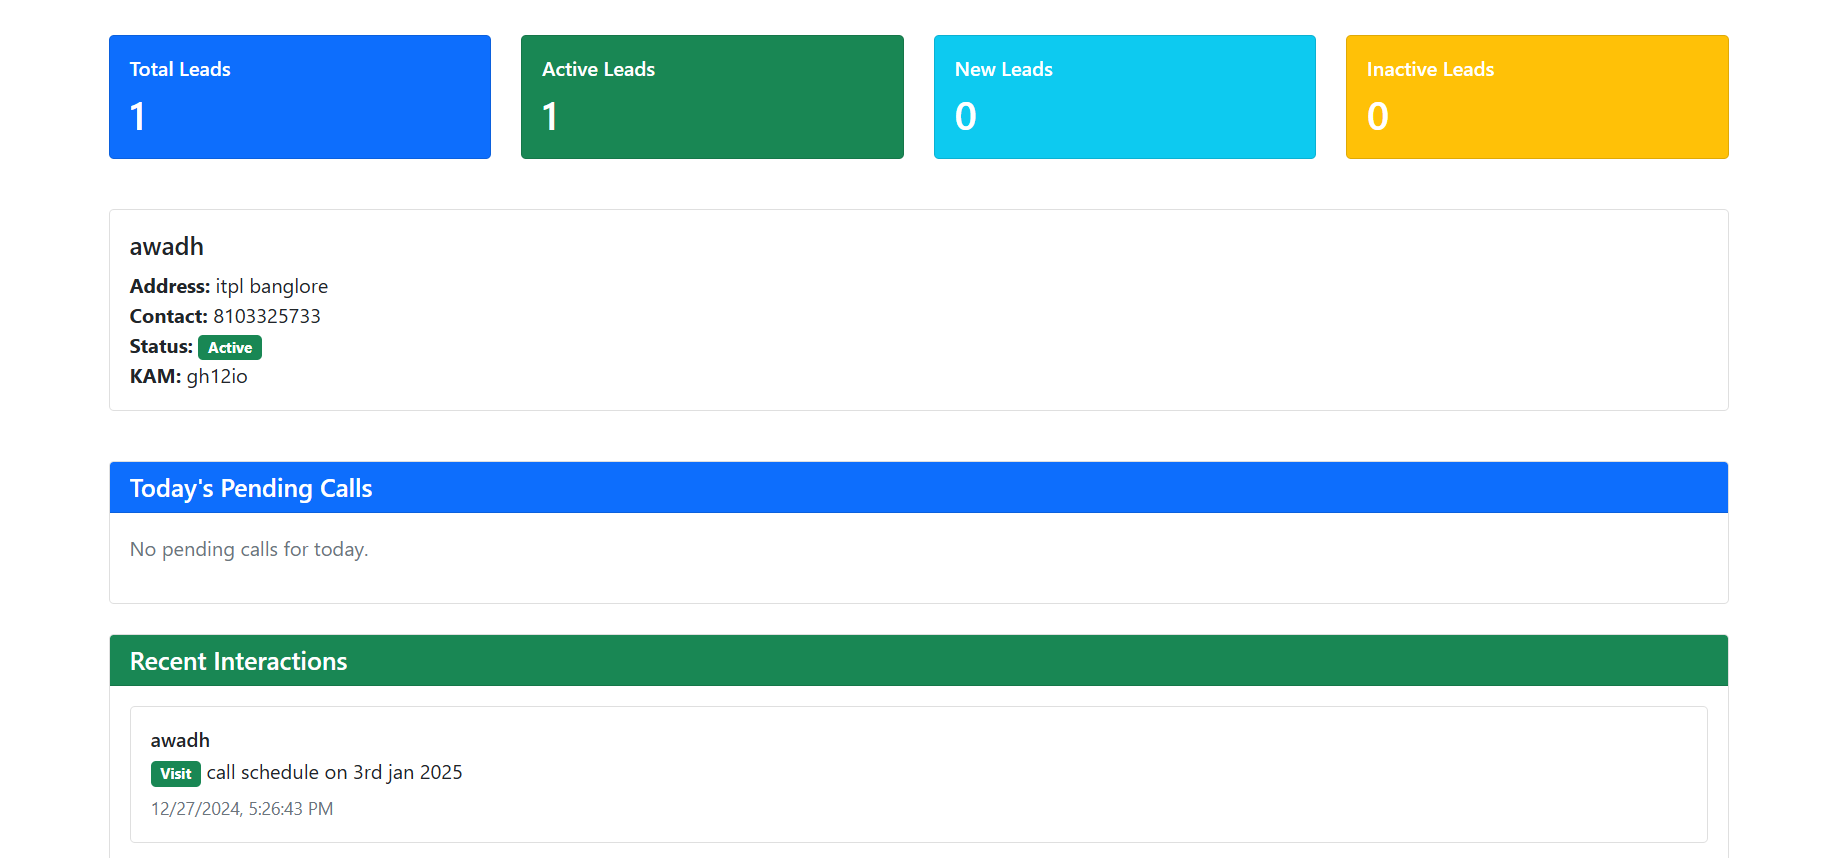 Total Leads
1
Active Leads
1
New Leads
0
Inactive Leads
0
awadh
Address: itpl banglore
Contact: 8103325733
Status: Active
KAM: gh12io
Today's Pending Calls
No pending calls for today.
Recent Interactions
awadh
Visit call schedule on 3rd jan 2025
12/27/2024, 5:26:43 PM